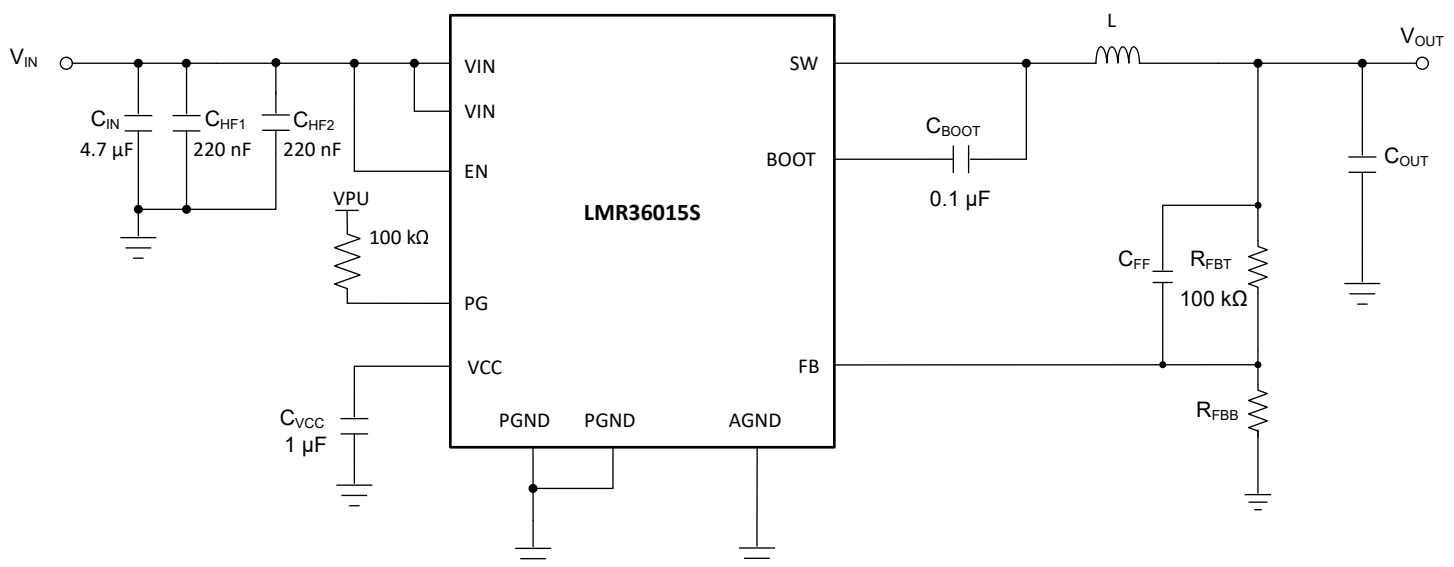 L
VIN
VOUT
VIN
SW
VIN
CIN
4.7 µF
CHF1
220 nF
CHF2
220 nF
CBOOT
0.1 µF
BOOT
COUT
EN
VPU
100 kΩ
LMR36015S
CFF
RFBT
100 kΩ
PG
VCC
FB
CVCC
1 µF
PGND
PGND
AGND
RFBB